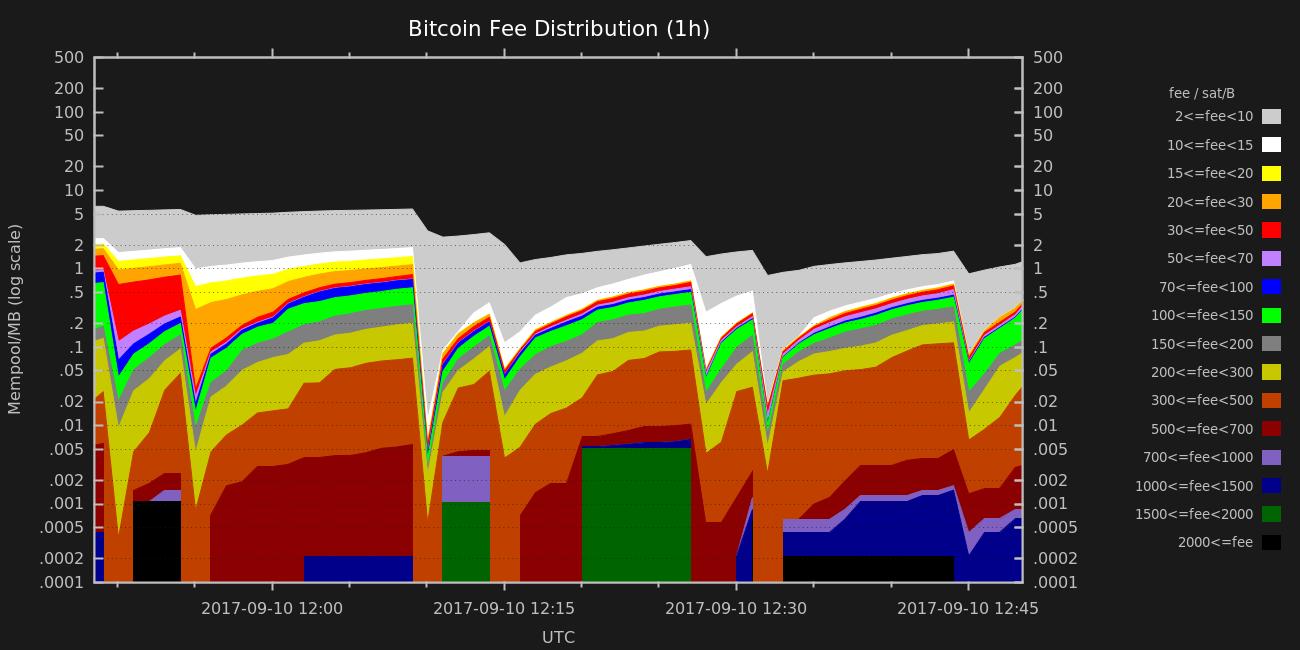 Bitcoin Fee Distribution (1h)
500
200
100
50
20
10
5
2
1
.5
.2
.1
.05
.02
.01
.005
.002
.001
.0005
.0002
.0001
Mempool/MB (log scale)
500
200
100
50
20
10
5
2
1
.5
.2
.1
.05
.02
.01
.005
.002
.001
.0005
.0002
.0001
2017-09-10 12:00
2017-09-10 12:15
2017-09-10 12:30
2017-09-10 12:45
UTC
fee / sat/B
2<=fee<10
10<=fee<15
15<=fee<20
20<=fee<30
30<=fee<50
50<=fee<70
70<=fee<100
100<=fee<150
150<=fee<200
200<=fee<300
300<=fee<500
500<=fee<700
700<=fee<1000
1000<=fee<1500
1500<=fee<2000
2000<=fee